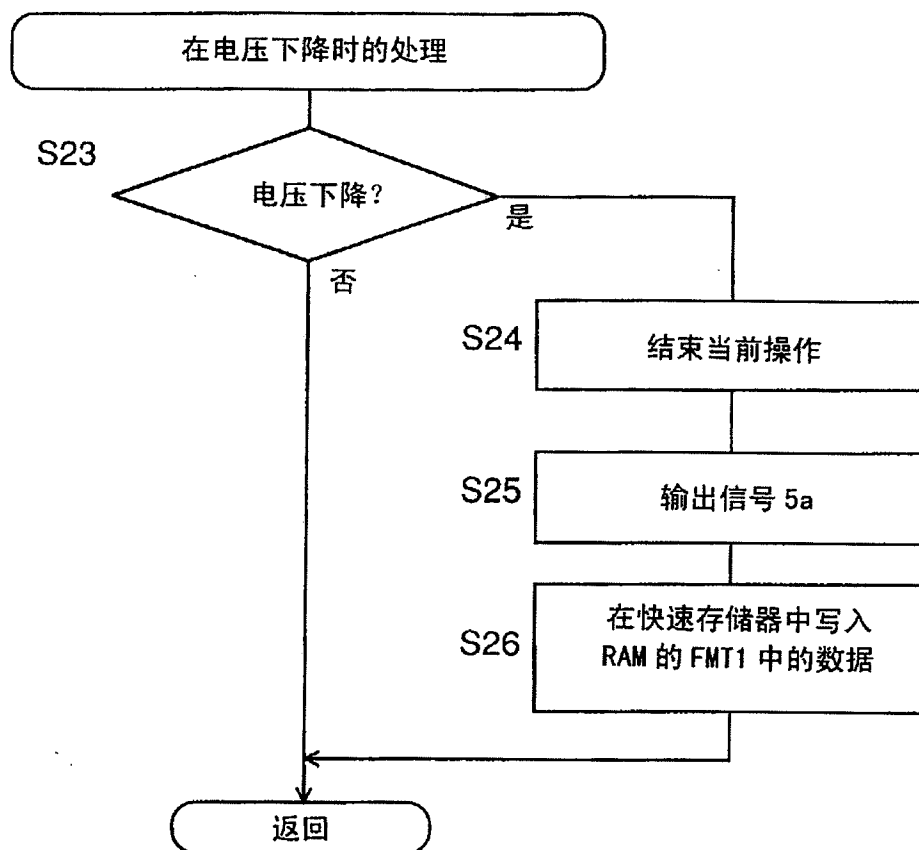 在电压下降时的处理
S23
电压下降？
是
否
S24
结束当前操作
S25
输出信号 5a
S26
在快速存储器中写入
RAM 的 FMT1 中的数据
返回